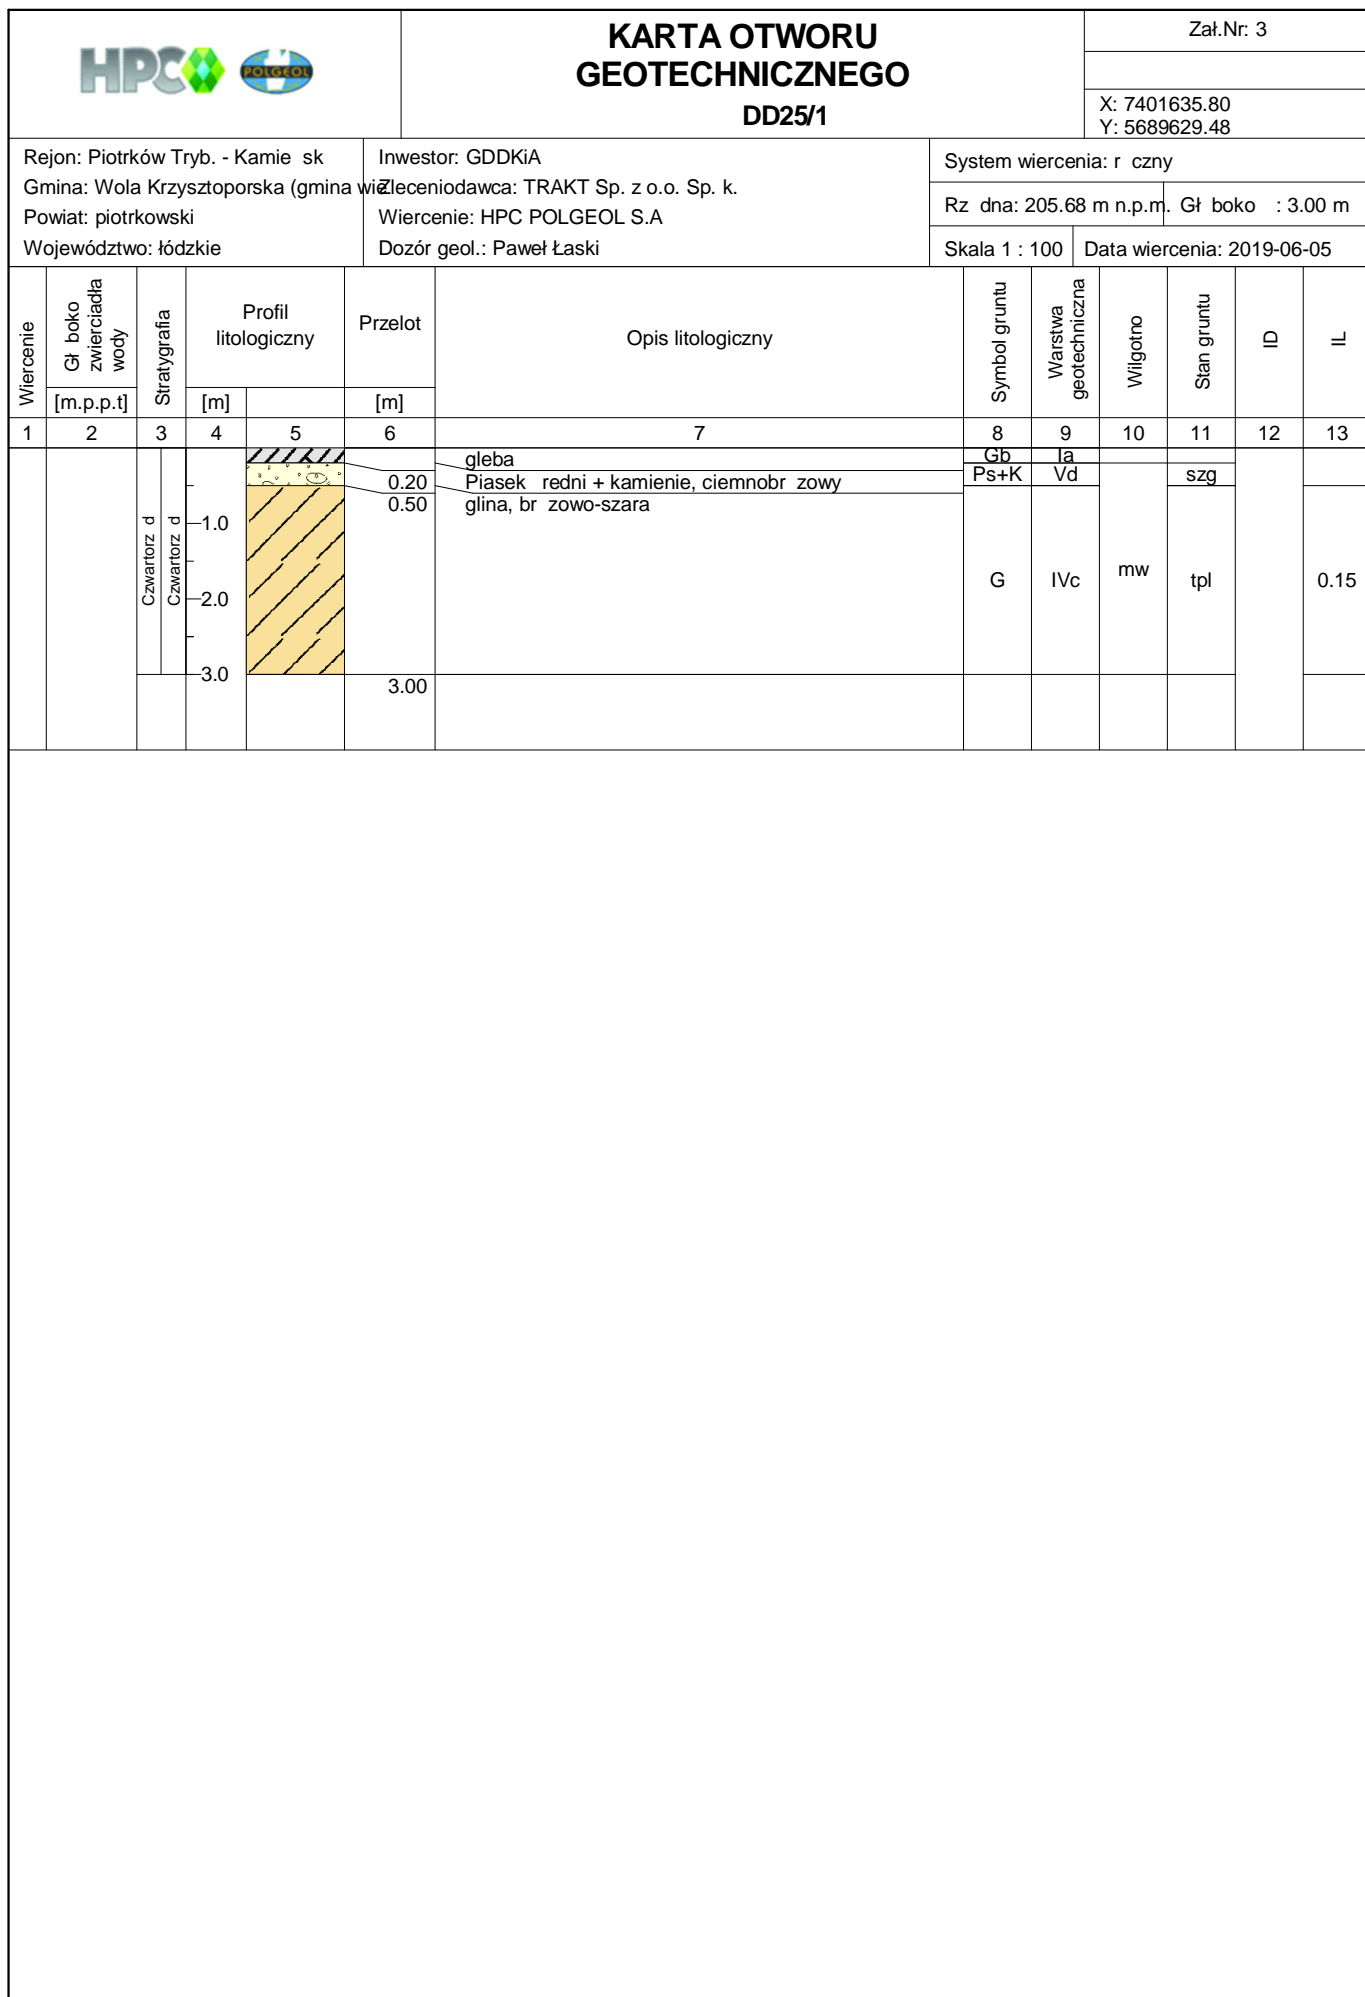 HPC POLGEOL
KARTA OTWORU
GEOTECHNICZNEGO
DD25/1
Zał.Nr: 3
X: 7401635.80
Y: 5689629.48
Rejon: Piotrków Tryb. - Kamie sk
Gmina: Wola Krzysztoporska (gmina wie
Powiat: piotrkowski
Województwo: łódzkie
Inwestor: GDDKiA
Zleceniodawca: TRAKT Sp. z o.o. Sp. k.
Wiercenie: HPC POLGEOL S.A
Dozór geol.: Paweł Łaski
System wiercenia: r czny
Rz dna: 205.68 m n.p.m. Gł boko : 3.00 m
Skala 1 : 100 Data wiercenia: 2019-06-05
Wiercenie
Gł boko
zwierciadła
wody
[m.p.p.t]
Stratygrafia
Profil
litologiczny
[m]
Przelot
[m]
Opis litologiczny
Symbol gruntu
Warstwa
geotechniczna
Wilgotno
Stan gruntu
ID
IL
1 2 3 4 5 6 7 8 9 10 11 12 13
gleba Gb Ia
0.20 Piasek redni + kamienie, ciemnobr zowy Ps+K Vd szg
0.50 glina, br zowo-szara
Czwartorz d
Czwartorz d
1.0
2.0
3.0
G IVc mw tpl 0.15
3.00